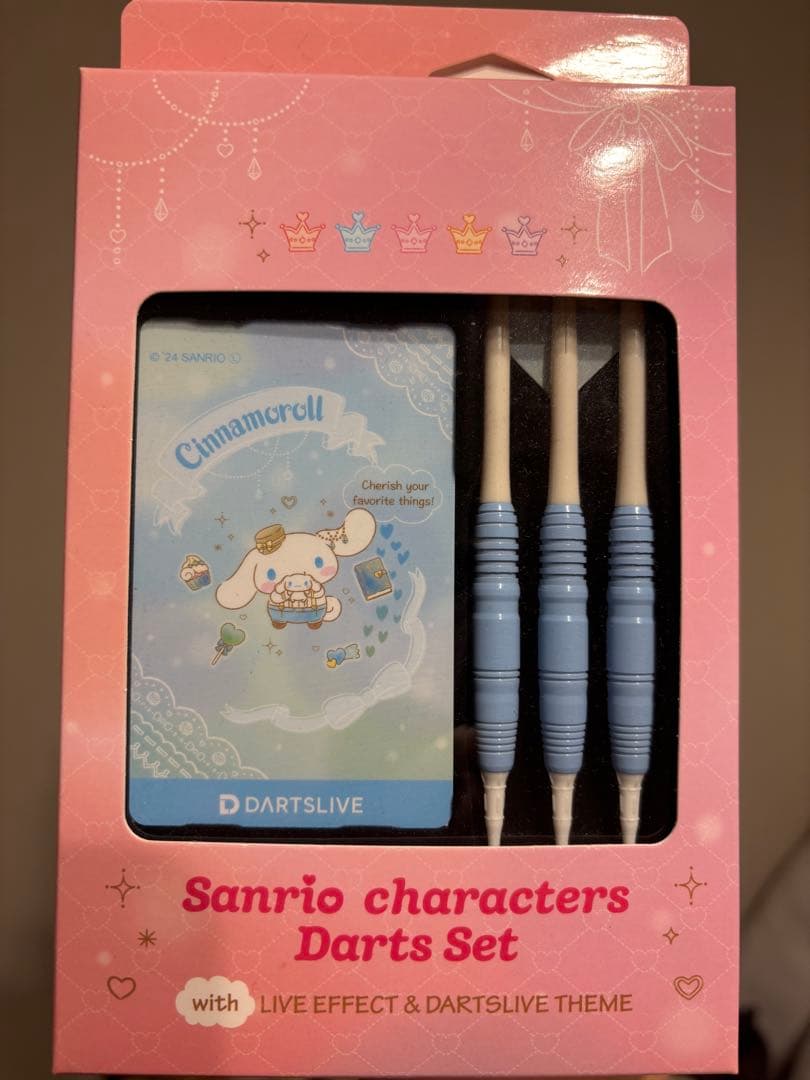 © '24 SANRIO Ⓛ
Cinnamoroll
Cherish your
favorite things!
DARTSLIVE
Sanrio characters
Darts Set
with LIVE EFFECT & DARTSLIVE THEME